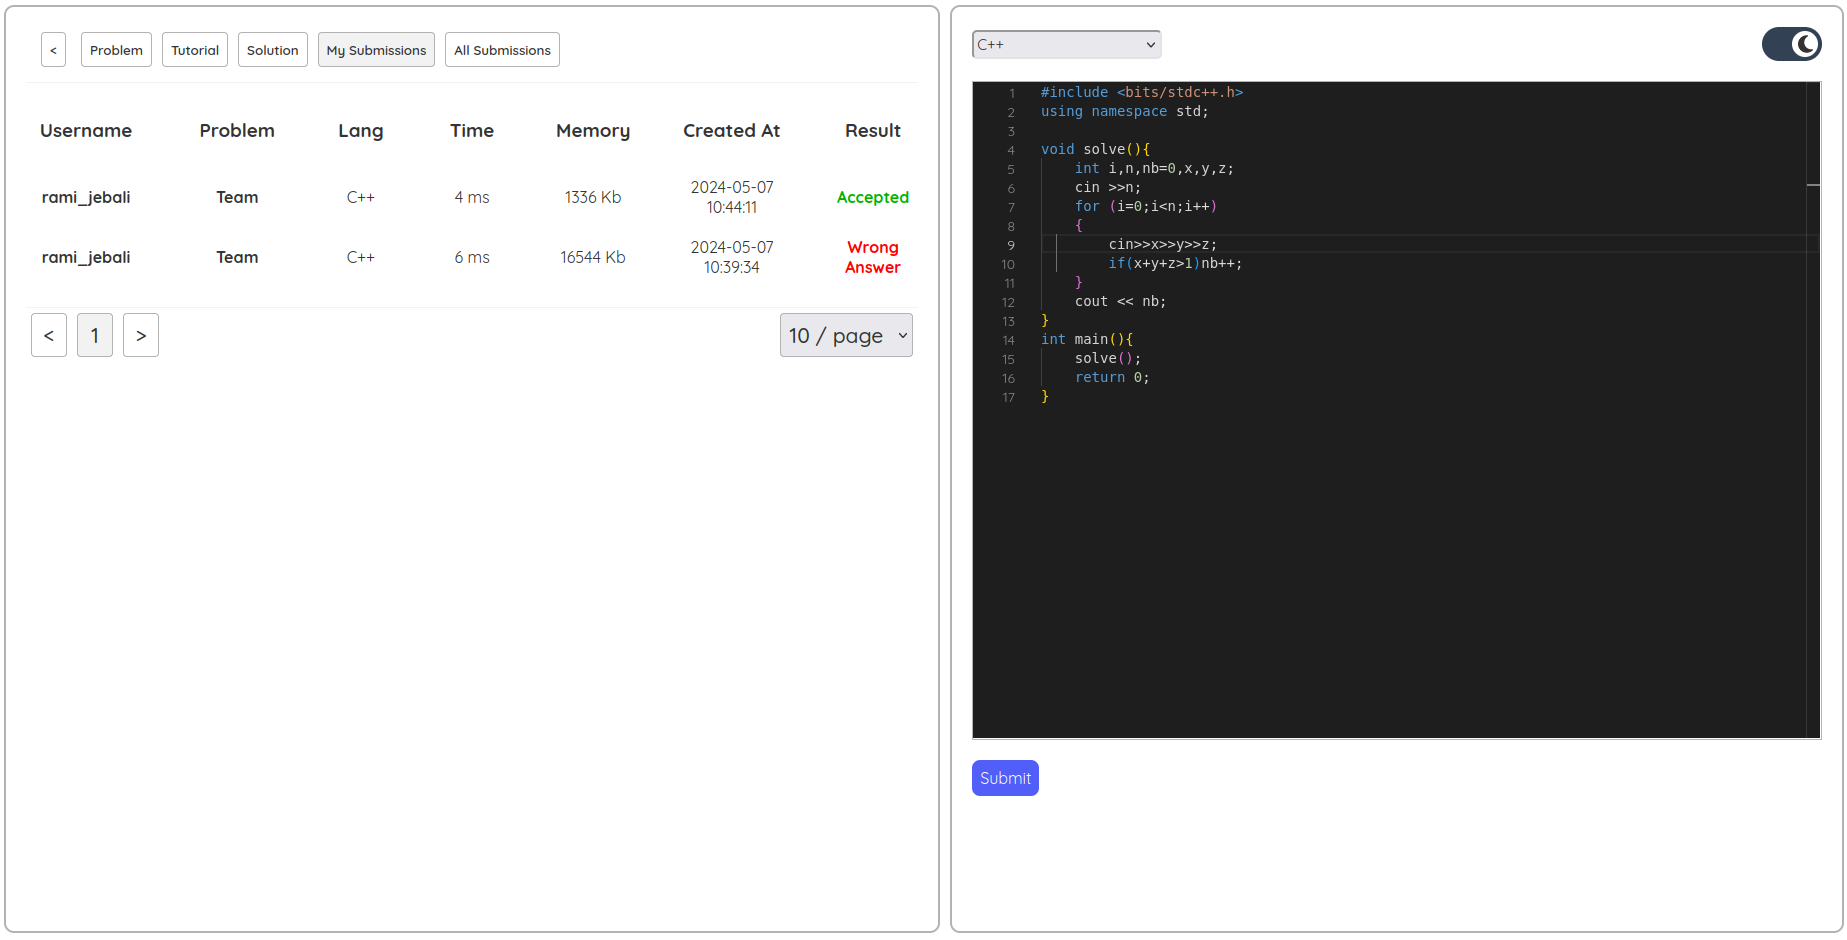 < Problem Tutorial Solution My Submissions All Submissions
Username Problem Lang Time Memory Created At Result
rami_jebali Team C++ 4 ms 1336 Kb 2024-05-07 10:44:11 Accepted
rami_jebali Team C++ 6 ms 16544 Kb 2024-05-07 10:39:34 Wrong Answer
< 1 > 10 / page
C++
1 #include <bits/stdc++.h>
2 using namespace std;
3
4 void solve(){
5     int i,n,nb=0,x,y,z;
6     cin >>n;
7     for (i=0;i<n;i++)
8     {
9         cin>>x>>y>>z;
10         if(x+y+z>1)nb++;
11     }
12     cout << nb;
13 }
14 int main(){
15     solve();
16     return 0;
17 }
Submit